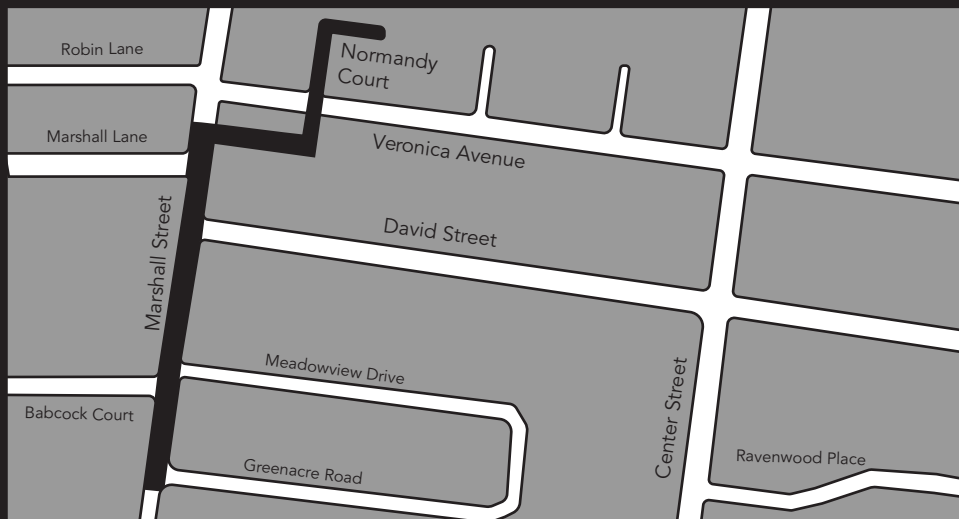 Robin Lane
Normandy
Court
Marshall Lane
Veronica Avenue
Marshall Street
David Street
Meadowview Drive
Center Street
Babcock Court
Greenacre Road
Ravenwood Place